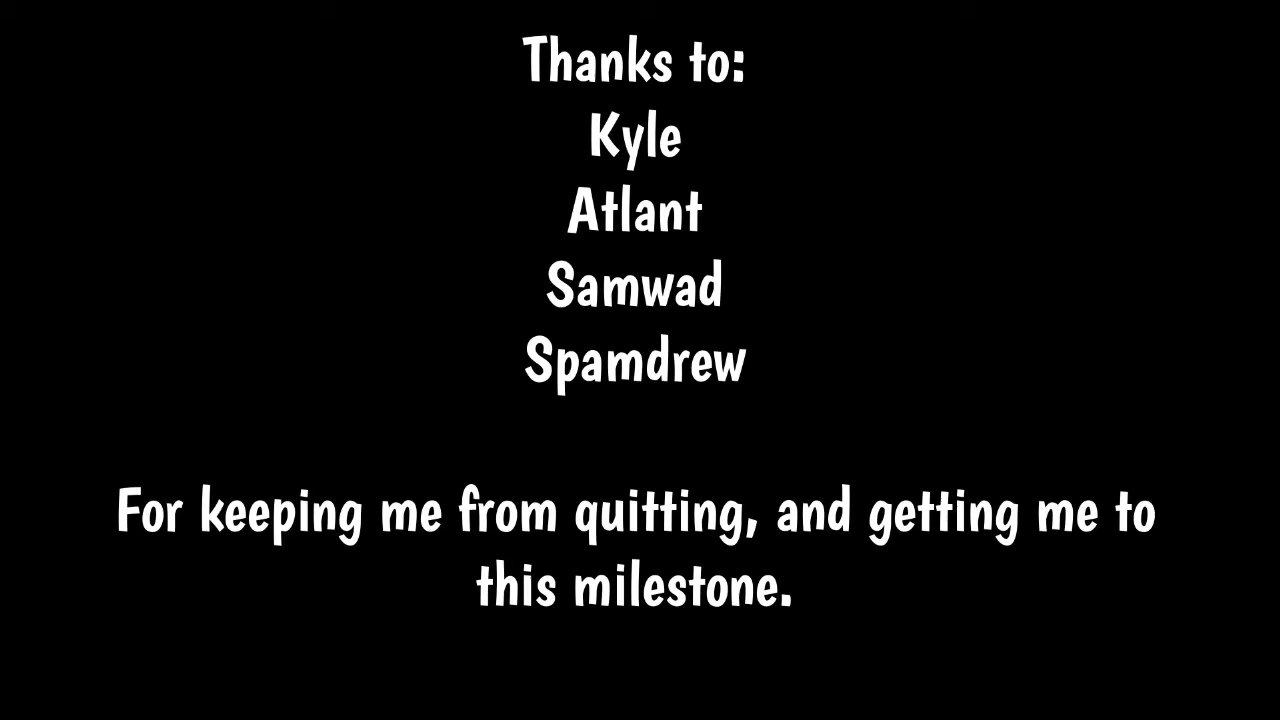 Thanks to:
Kyle
Atlant
Samwad
Spamdrew
For keeping me from quitting, and getting me to
this milestone.